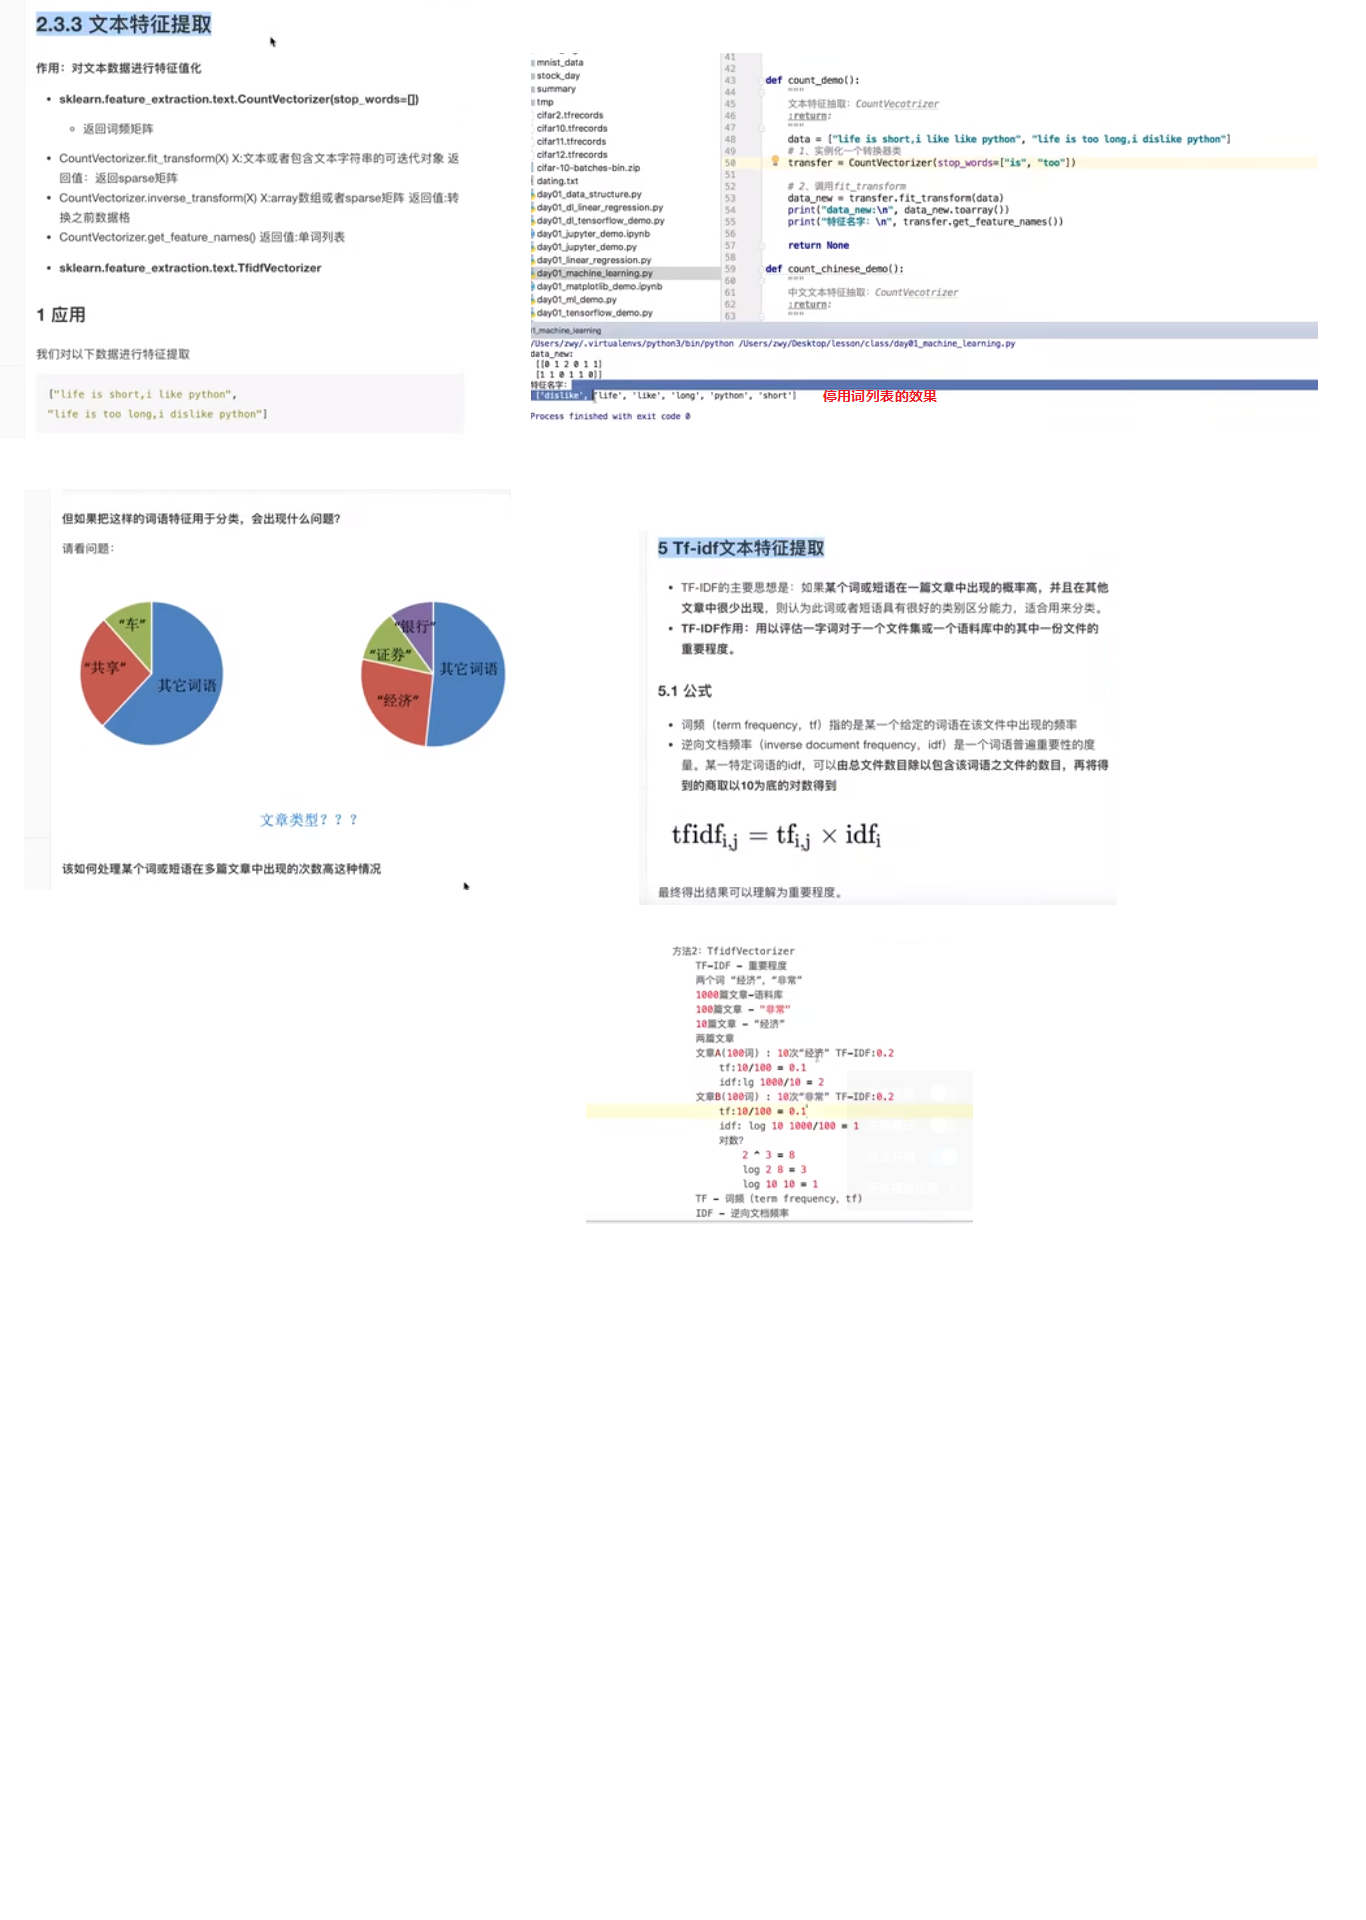 2.3.3 文本特征提取
作用：对文本数据进行特征值化
• sklearn.feature_extraction.text.CountVectorizer(stop_words=[])
返回词频矩阵
• CountVectorizer.fit_transform(X) X:文本或者包含文本字符串的可迭代对象 返
回值：返回sparse矩阵
• CountVectorizer.inverse_transform(X) X:array数组或者sparse矩阵 返回值:转
换之前数据格
• CountVectorizer.get_feature_names() 返回值:单词列表
• sklearn.feature_extraction.text.TfidfVectorizer
1 应用
我们对以下数据进行特征提取
["life is short,i like python",
"life is too long,i dislike python"]
mnist_data
stock_day
summary
tmp
cifar2.tfrecords
cifar10.tfrecords
cifar11.tfrecords
cifar12.tfrecords
cifar-10-batches-bin.zip
dating.txt
day01_data_structure.py
day01_dl_linear_regression.py
day01_dl_tensorflow_demo.py
day01_jupyter_demo.ipynb
day01_jupyter_demo.py
day01_linear_regression.py
day01_machine_learning.py
day01_matplotlib_demo.ipynb
day01_ml_demo.py
day01_tensorflow_demo.py
41
42
43 def count_demo():
44 """
45 文本特征抽取：CountVecotrizer
46 :return:
47 """
48 data = ["life is short,i like like python", "life is too long,i dislike python"]
49 # 1、实例化一个转换器类
50 transfer = CountVectorizer(stop_words=["is", "too"])
51
52 # 2、调用fit_transform
53 data_new = transfer.fit_transform(data)
54 print("data_new:\n", data_new.toarray())
55 print("特征名字：\n", transfer.get_feature_names())
56
57 return None
58
59 def count_chinese_demo():
60 """
61 中文文本特征抽取：CountVecotrizer
62 :return:
63 """
1_machine_learning
/Users/zwy/.virtualenvs/python3/bin/python /Users/zwy/Desktop/lesson/class/day01_machine_learning.py
data_new:
[[0 1 2 0 1 1]
[1 1 0 1 1 0]]
特征名字：
['dislike', 'life', 'like', 'long', 'python', 'short'] 停用词列表的效果
Process finished with exit code 0
但如果把这样的词语特征用于分类，会出现什么问题？
请看问题：
“车”
“共享”
其它词语
“银行”
“证券”
“经济”
其它词语
文章类型？？？
该如何处理某个词或短语在多篇文章中出现的次数高这种情况
5 Tf-idf文本特征提取
• TF-IDF的主要思想是：如果某个词或短语在一篇文章中出现的概率高，并且在其他
文章中很少出现，则认为此词或者短语具有很好的类别区分能力，适合用来分类。
• TF-IDF作用：用以评估一字词对于一个文件集或一个语料库中的其中一份文件的
重要程度。
5.1 公式
• 词频（term frequency，tf）指的是某一个给定的词语在该文件中出现的频率
• 逆向文档频率（inverse document frequency，idf）是一个词语普遍重要性的度
量。某一特定词语的idf，可以由总文件数目除以包含该词语之文件的数目，再将得
到的商取以10为底的对数得到
tfidf_{i,j} = tf_{i,j} × idf_i
最终得出结果可以理解为重要程度。
方法2：TfidfVectorizer
TF-IDF - 重要程度
两个词 “经济”，“非常”
1000篇文章-语料库
100篇文章 - "非常"
10篇文章 - “经济”
两篇文章
文章A(100词) : 10次“经济” TF-IDF:0.2
tf:10/100 = 0.1
idf:lg 1000/10 = 2
文章B(100词) : 10次“非常” TF-IDF:0.2
tf:10/100 = 0.1
idf: log 10 1000/100 = 1
对数？
2 ^ 3 = 8
log 2 8 = 3
log 10 10 = 1
TF - 词频（term frequency, tf）
IDF - 逆向文档频率